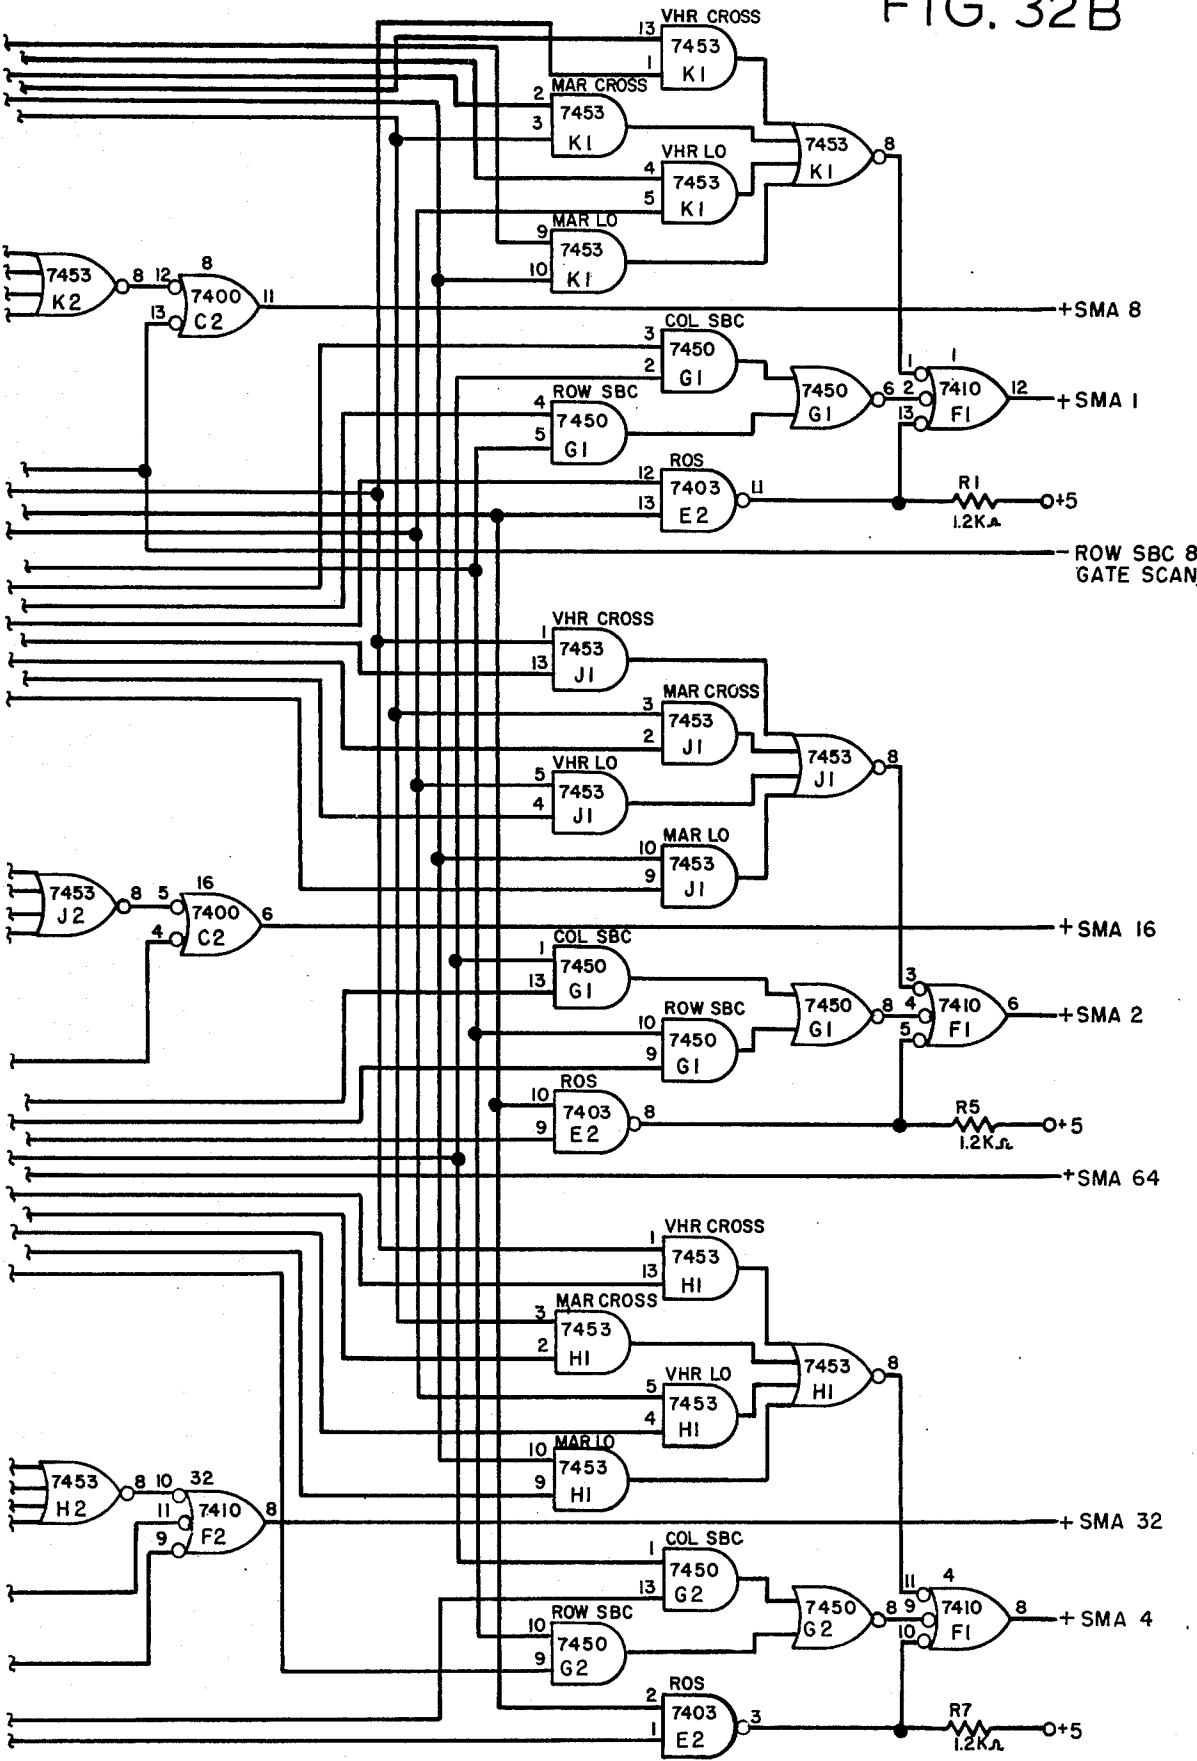 FIG. 32B
VHR CROSS
13
7453
1
K1
MAR CROSS
2
7453
3
K1
VHR LO
4
7453
5
K1
MAR LO
9
7453
10
K1
7453
K1
8
7453
K2
8
12
8
7400
13
C2
11
+SMA 8
COL SBC
3
7450
2
G1
ROW SBC
4
7450
5
G1
7450
G1
6
1
1
2
7410
13
F1
12
+SMA 1
ROS
12
7403
13
E2
11
R1
1.2KΩ
+5
-ROW SBC 8
GATE SCAN
VHR CROSS
1
7453
13
J1
MAR CROSS
3
7453
2
J1
VHR LO
5
7453
4
J1
MAR LO
10
7453
9
J1
7453
J1
8
7453
J2
8
5
16
7400
4
C2
6
+SMA 16
COL SBC
1
7450
13
G1
ROW SBC
10
7450
9
G1
7450
G1
8
3
4
7410
5
F1
6
+SMA 2
ROS
10
7403
9
E2
8
R5
1.2KΩ
+5
+SMA 64
VHR CROSS
1
7453
13
H1
MAR CROSS
3
7453
2
H1
VHR LO
5
7453
4
H1
MAR LO
10
7453
9
H1
7453
H1
8
7453
H2
8
10
32
11
7410
9
F2
8
+SMA 32
COL SBC
1
7450
13
G2
ROW SBC
10
7450
9
G2
7450
G2
8
11
4
9
7410
10
F1
8
+SMA 4
ROS
2
7403
1
E2
3
R7
1.2KΩ
+5